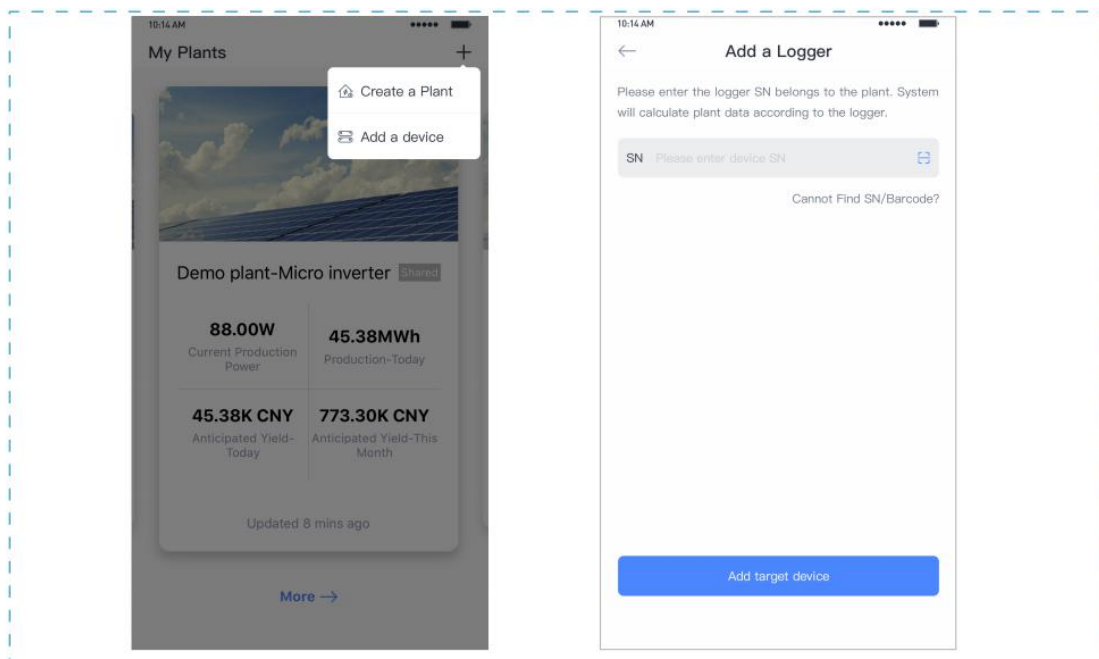 10:14 AM
My Plants
+
Create a Plant
Add a device
Demo plant-Micro inverter Shared
88.00W
Current Production
Power
45.38MWh
Production-Today
45.38K CNY
Anticipated Yield-
Today
773.30K CNY
Anticipated Yield-This
Month
Updated 8 mins ago
More →
10:14 AM
← Add a Logger
Please enter the logger SN belongs to the plant. System
will calculate plant data according to the logger.
SN Please enter device SN
Cannot Find SN/Barcode?
Add target device